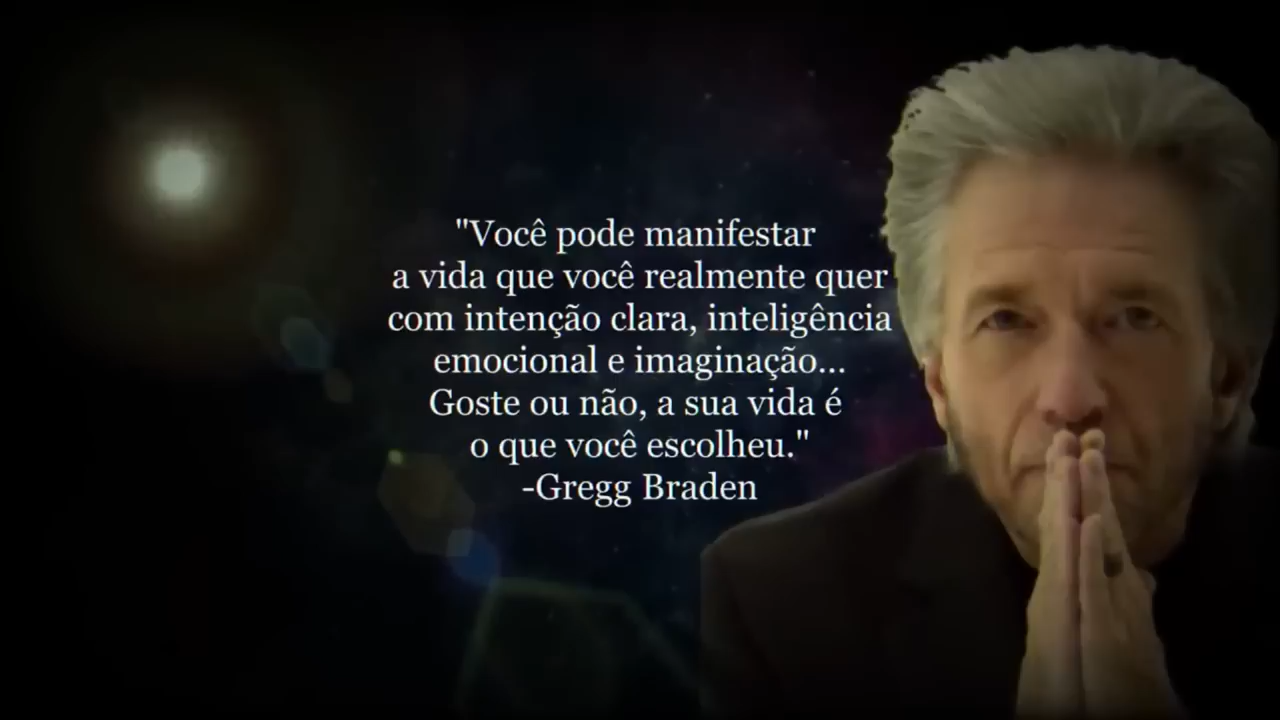 "Você pode manifestar
a vida que você realmente quer
com intenção clara, inteligência
emocional e imaginação...
Goste ou não, a sua vida é
o que você escolheu."
-Gregg Braden